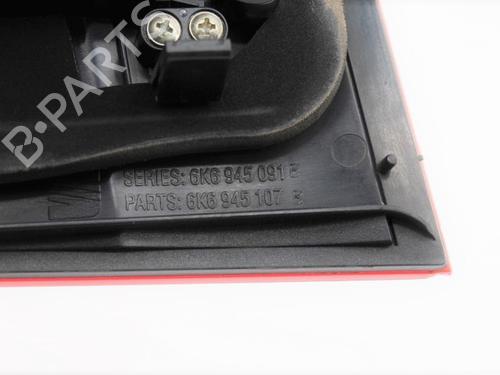 B-PARTS
SERIES: 6K6 945 091 E
PARTS: 6K6 945 107 E